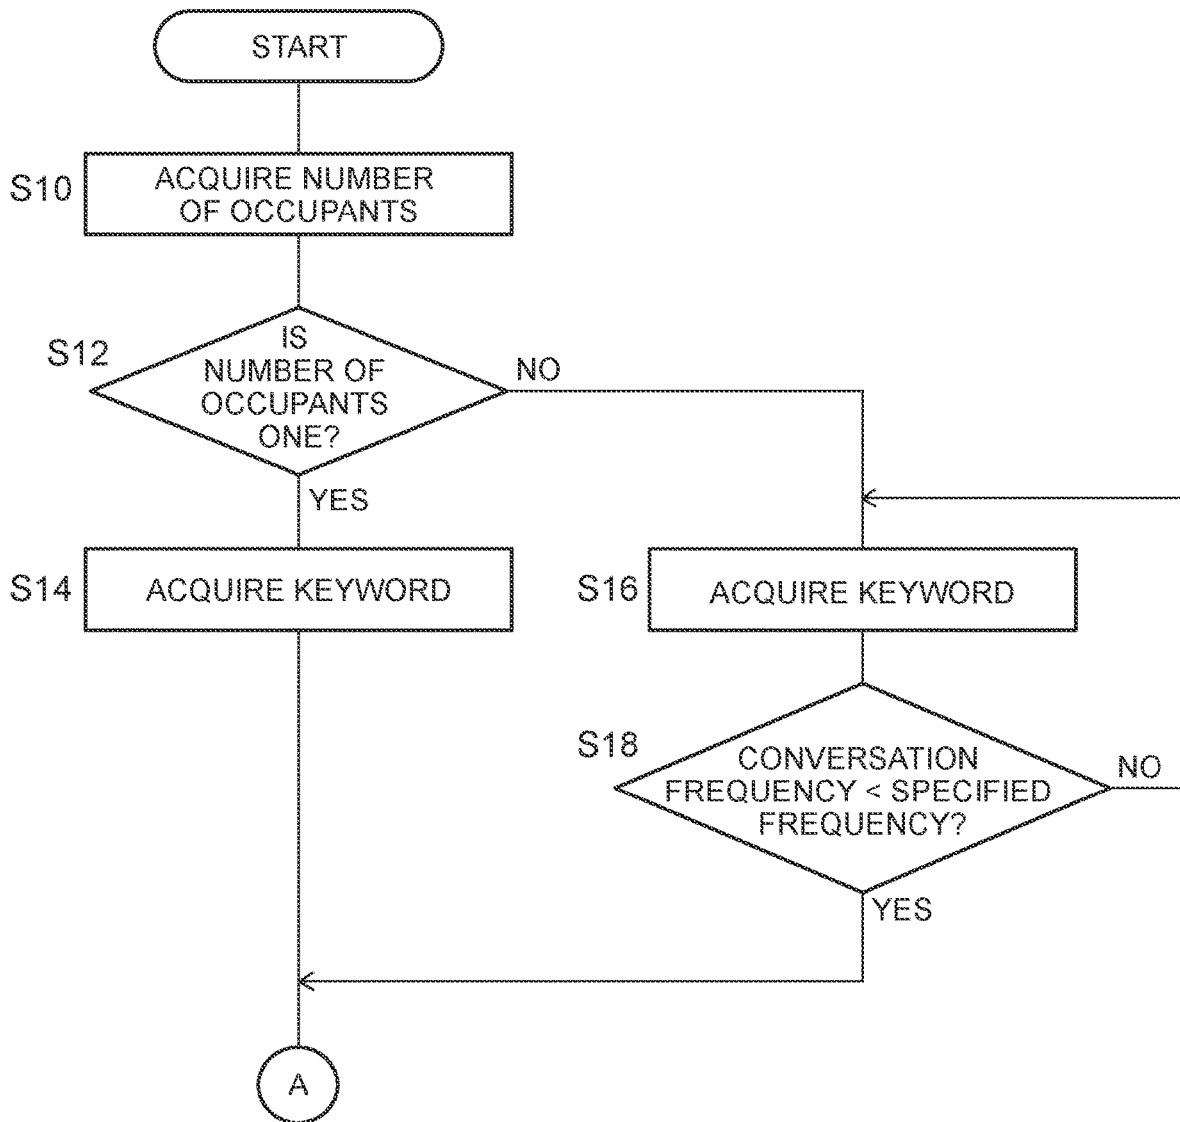 START
S10
ACQUIRE NUMBER
OF OCCUPANTS
S12
IS
NUMBER OF
OCCUPANTS
ONE?
NO
YES
S14
ACQUIRE KEYWORD
S16
ACQUIRE KEYWORD
S18
CONVERSATION
FREQUENCY < SPECIFIED
FREQUENCY?
NO
YES
A